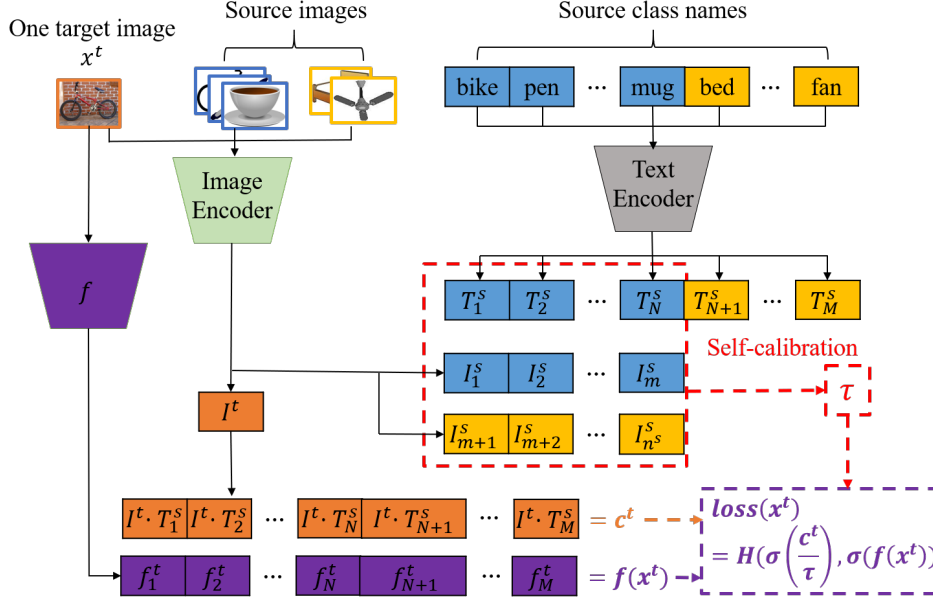 One target image
x^t
Source images
Source class names
bike pen ... mug bed ... fan
Image
Encoder
Text
Encoder
f
T_1^s T_2^s ... T_N^s T_{N+1}^s ... T_M^s
Self-calibration
I_1^s I_2^s ... I_m^s
τ
I^t
I_{m+1}^s I_{m+2}^s ... I_{n^s}^s
I^t · T_1^s I^t · T_2^s ... I^t · T_N^s I^t · T_{N+1}^s ... I^t · T_M^s = c^t
f_1^t f_2^t ... f_N^t f_{N+1}^t ... f_M^t = f(x^t)
loss(x^t)
= H(σ(c^t/τ), σ(f(x^t))